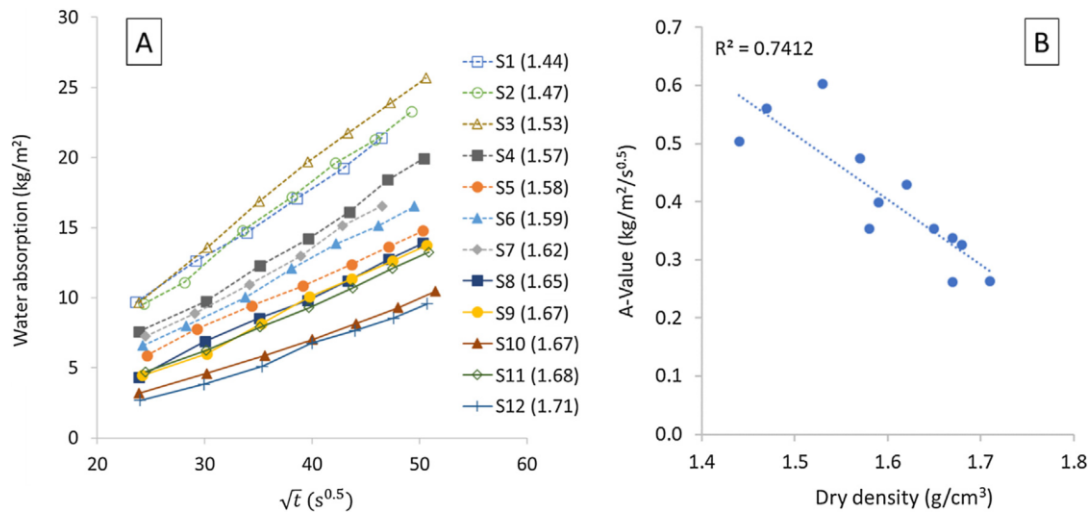 A
30
25
20
15
10
5
0
Water absorption (kg/m²)
20 30 40 50 60
√t (s⁰·⁵)
S1 (1.44)
S2 (1.47)
S3 (1.53)
S4 (1.57)
S5 (1.58)
S6 (1.59)
S7 (1.62)
S8 (1.65)
S9 (1.67)
S10 (1.67)
S11 (1.68)
S12 (1.71)
B
R² = 0.7412
0.7
0.6
0.5
0.4
0.3
0.2
0.1
0.0
A-Value (kg/m²/s⁰·⁵)
1.4 1.5 1.6 1.7 1.8
Dry density (g/cm³)